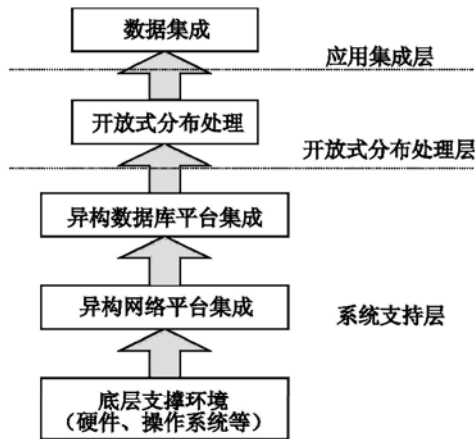 数据集成
应用集成层
开放式分布处理
开放式分布处理层
异构数据库平台集成
异构网络平台集成
系统支持层
底层支撑环境
（硬件、操作系统等）